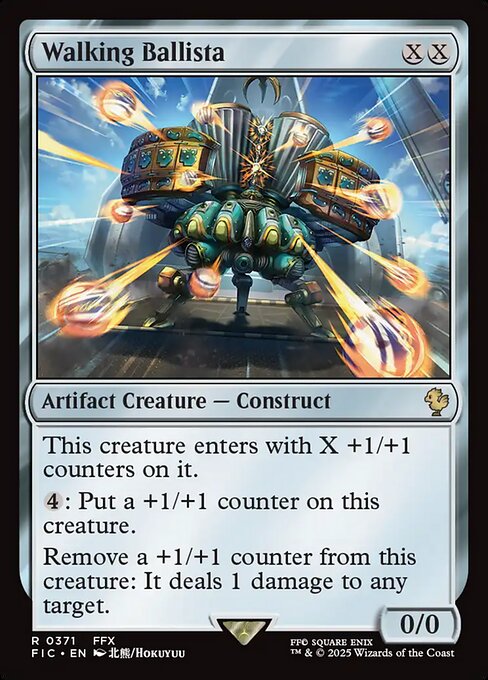 Walking Ballista XX
Artifact Creature — Construct
This creature enters with X +1/+1
counters on it.
4: Put a +1/+1 counter on this
creature.
Remove a +1/+1 counter from this
creature: It deals 1 damage to any
target.
0/0
R 0371 FFX
FIC • EN 北熊/Hokuyuu
FF© SQUARE ENIX
™ & © 2025 Wizards of the Coast